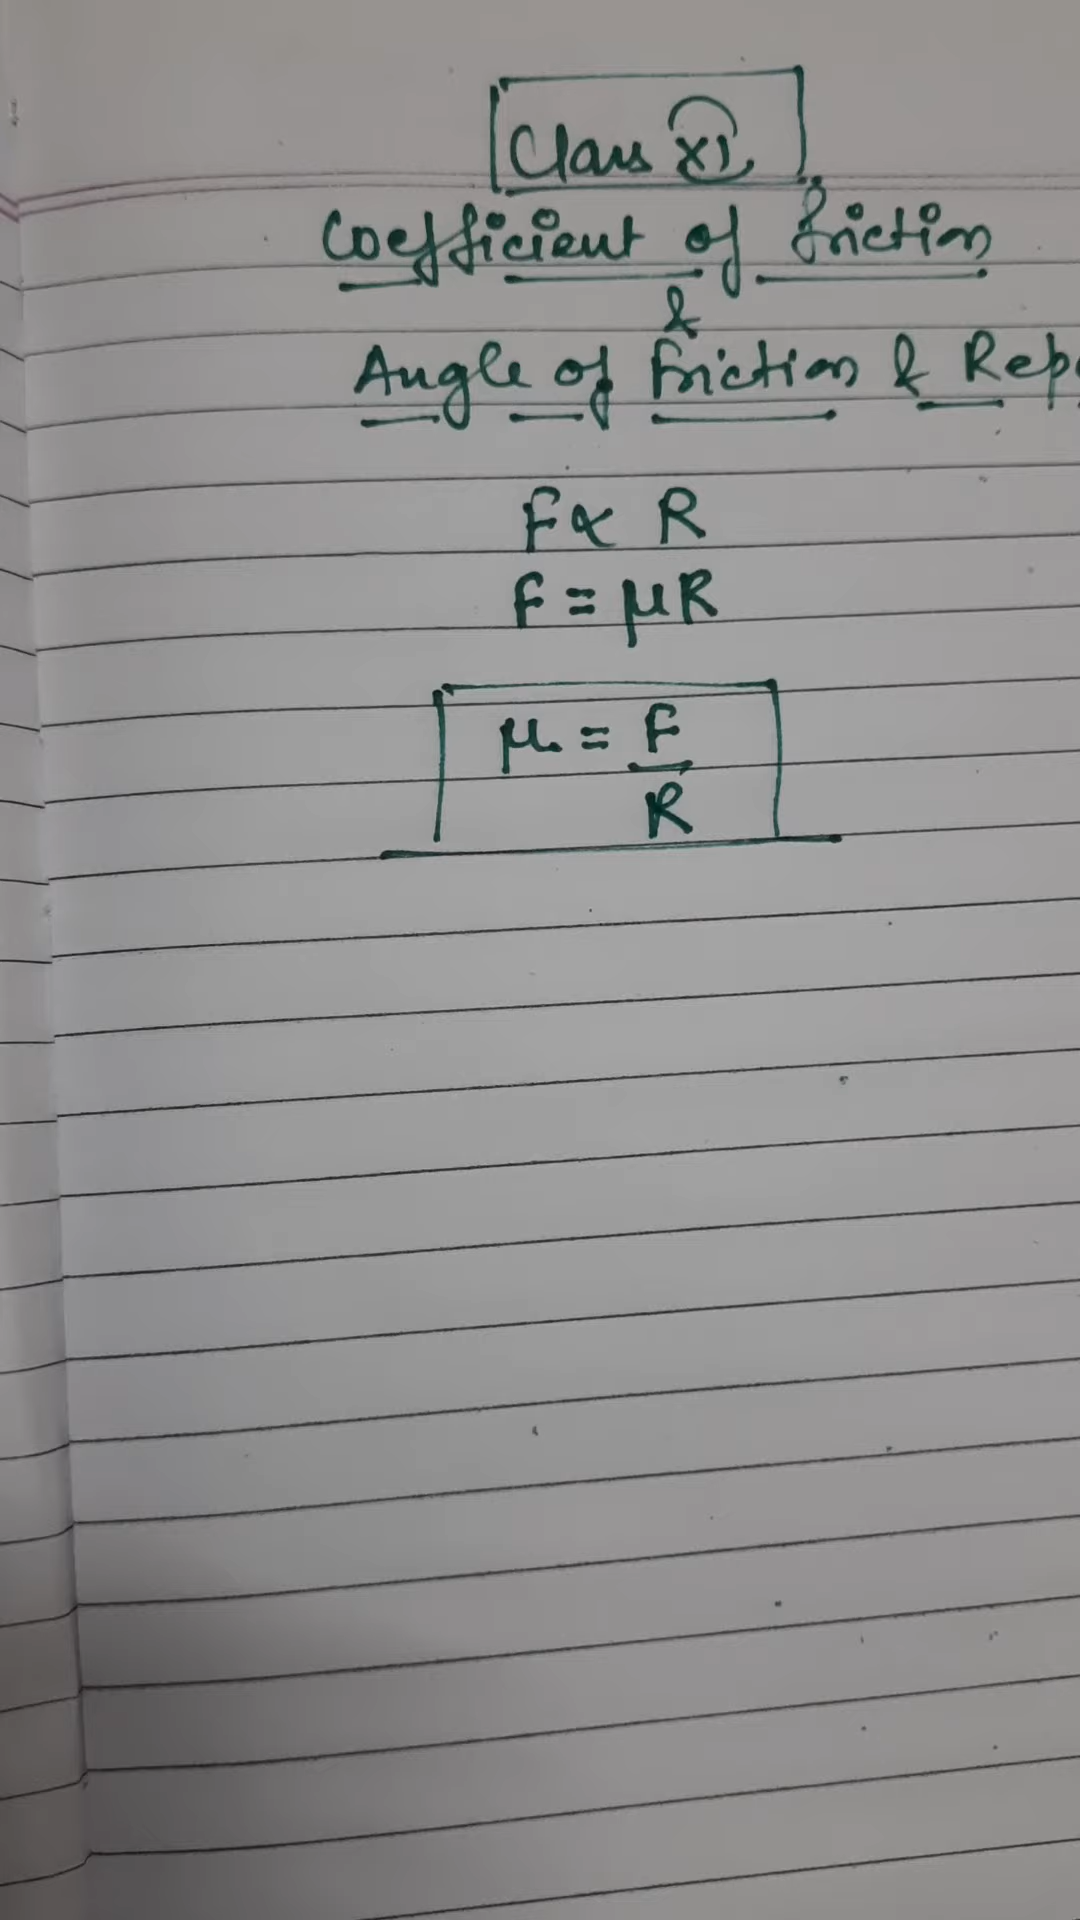 Class XI
Coefficient of friction
&
Angle of friction & Rep
F ∝ R
F = μR
μ = F
R